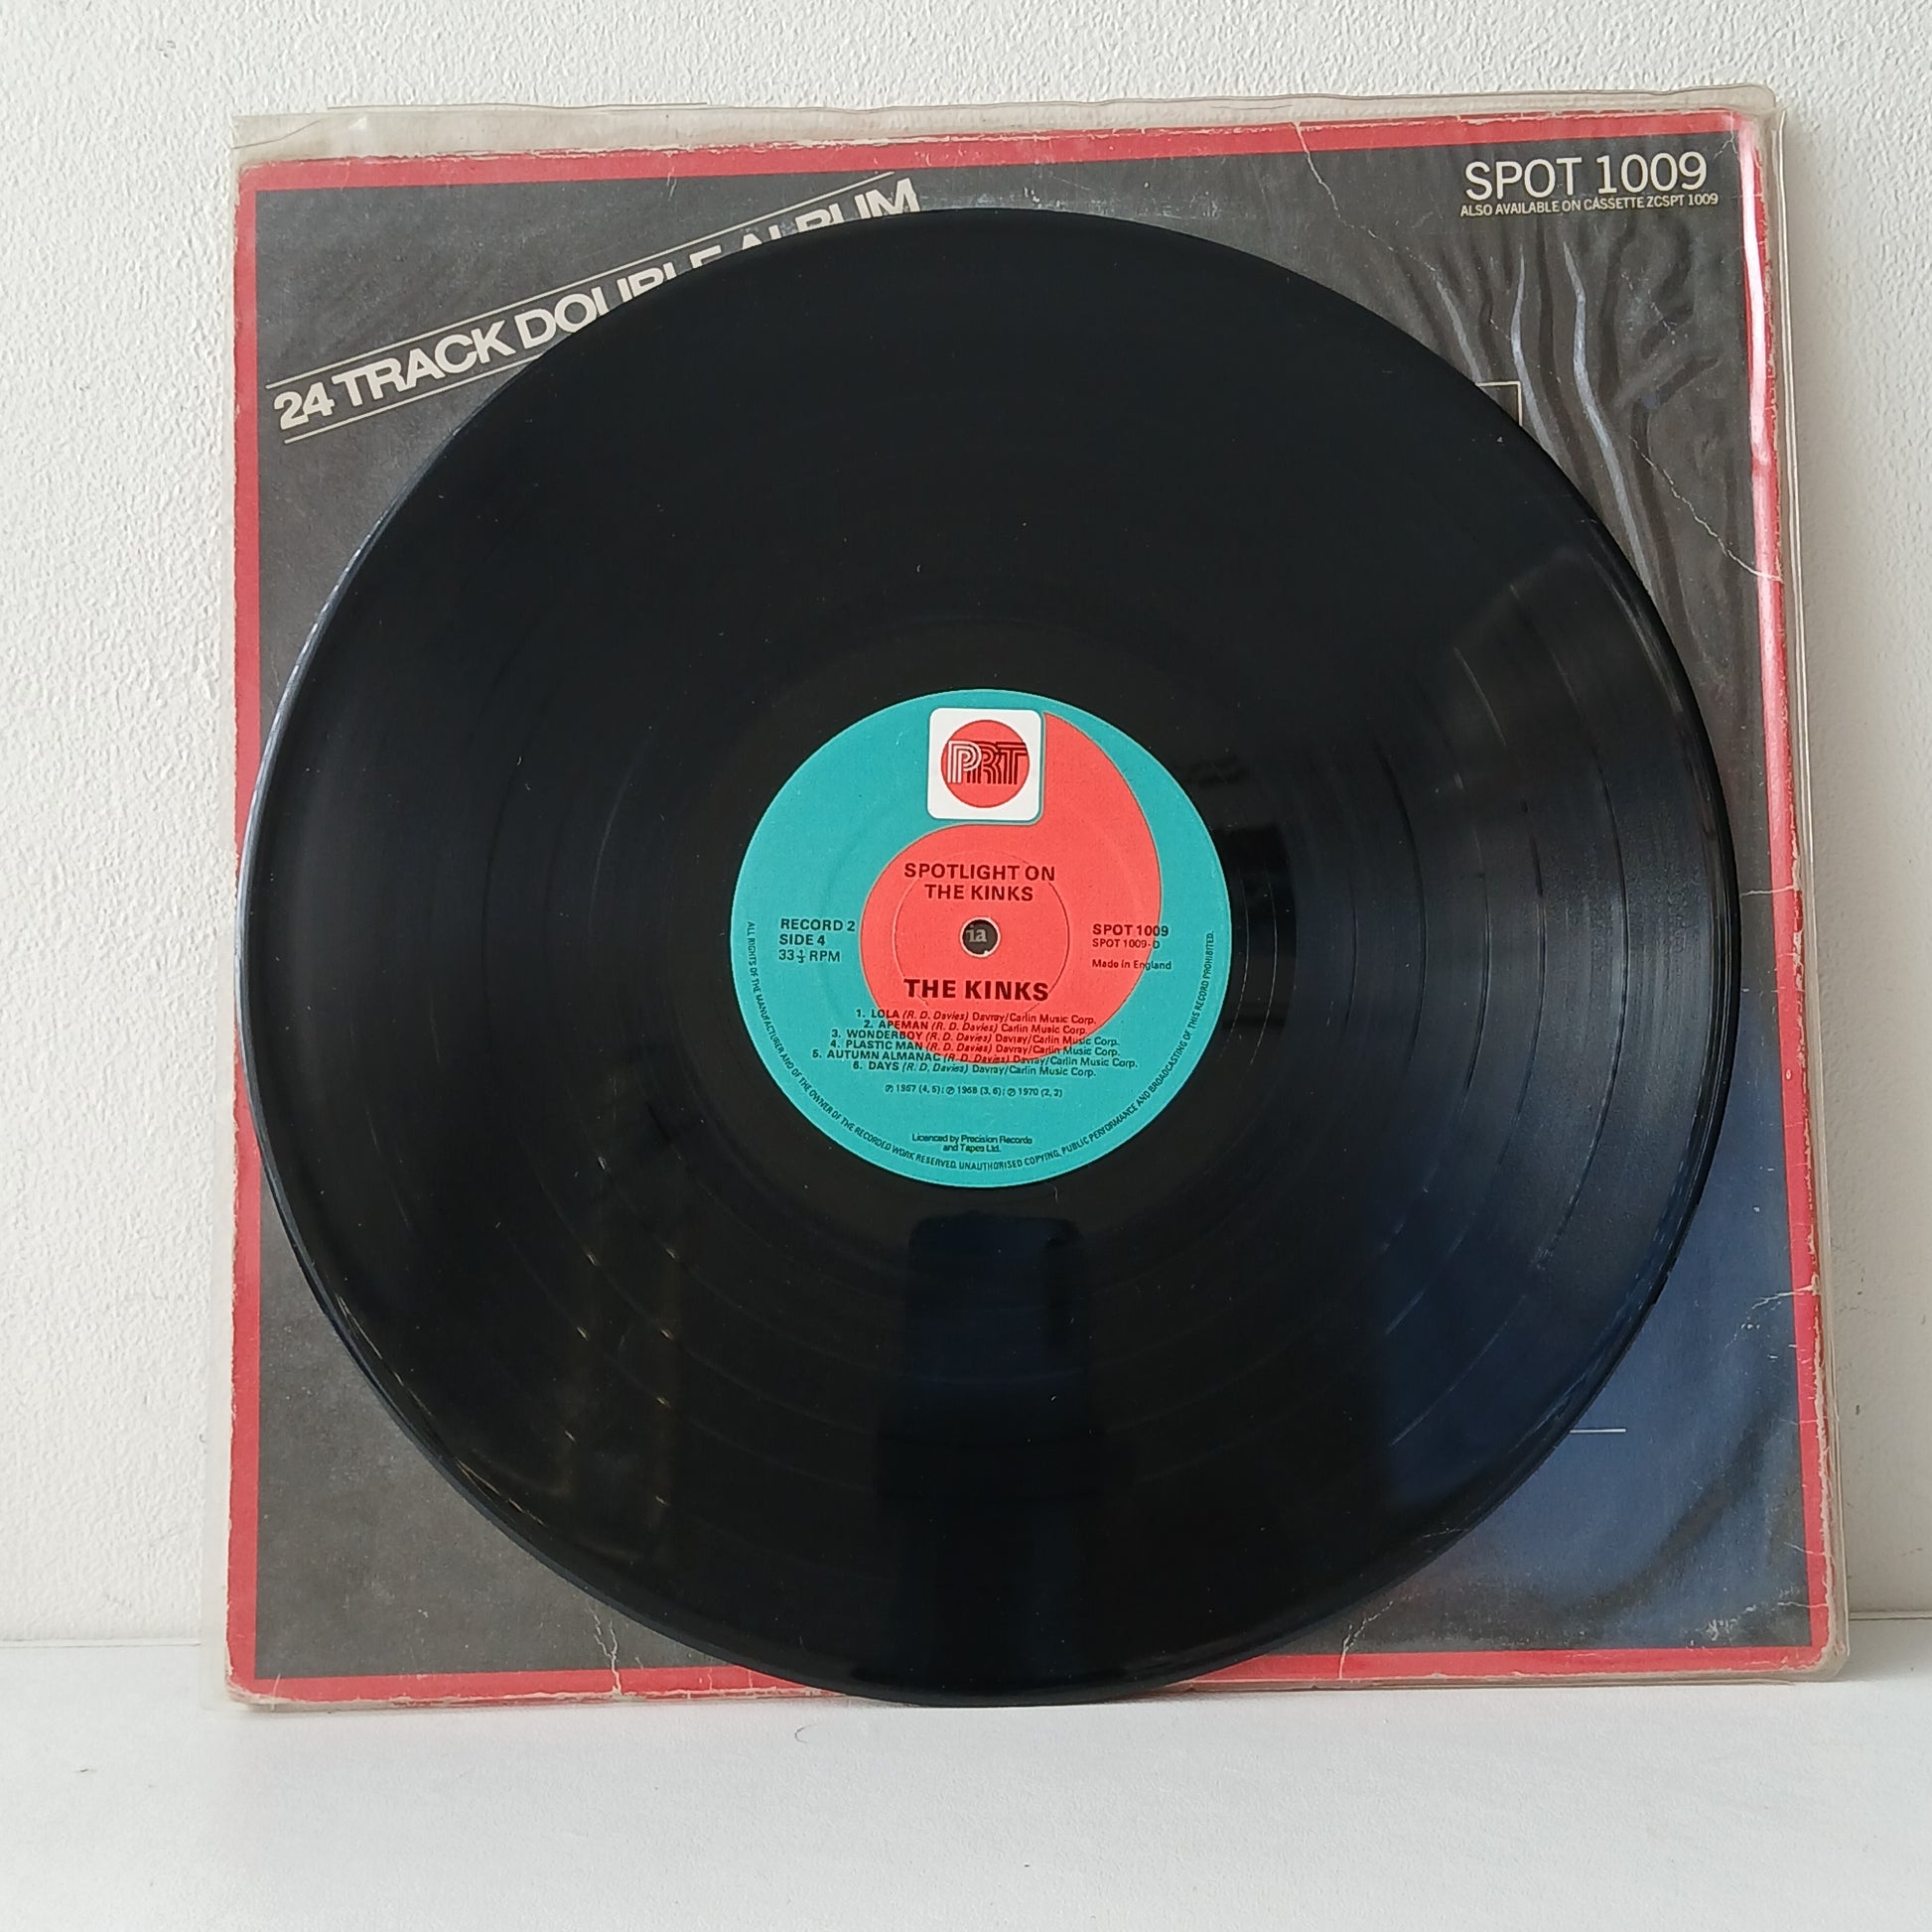 SPOT 1009
ALSO AVAILABLE ON CASSETTE ZCSPT 1009
24 TRACK DOUBLE ALBUM
PRT
SPOTLIGHT ON
THE KINKS
RECORD 2
SIDE 4
33⅓ RPM
SPOT 1009
SPOT 1009-D
Made in England
THE KINKS
1. LOLA (R. D. Davies) Davray/Carlin Music Corp.
2. APEMAN (R. D. Davies) Carlin Music Corp.
3. WONDERBOY (R. D. Davies) Davray/Carlin Music Corp.
4. PLASTIC MAN (R. D. Davies) Davray/Carlin Music Corp.
5. AUTUMN ALMANAC (R. D. Davies) Davray/Carlin Music Corp.
6. DAYS (R. D. Davies) Davray/Carlin Music Corp.
℗ 1967 (4, 5); ℗ 1968 (3, 6); ℗ 1970 (2, 2)
Licenced by Precision Records
and Tapes Ltd.
ALL RIGHTS OF THE MANUFACTURER AND OF THE OWNER OF THE RECORDED WORK RESERVED. UNAUTHORISED COPYING, PUBLIC PERFORMANCE AND BROADCASTING OF THIS RECORD PROHIBITED.